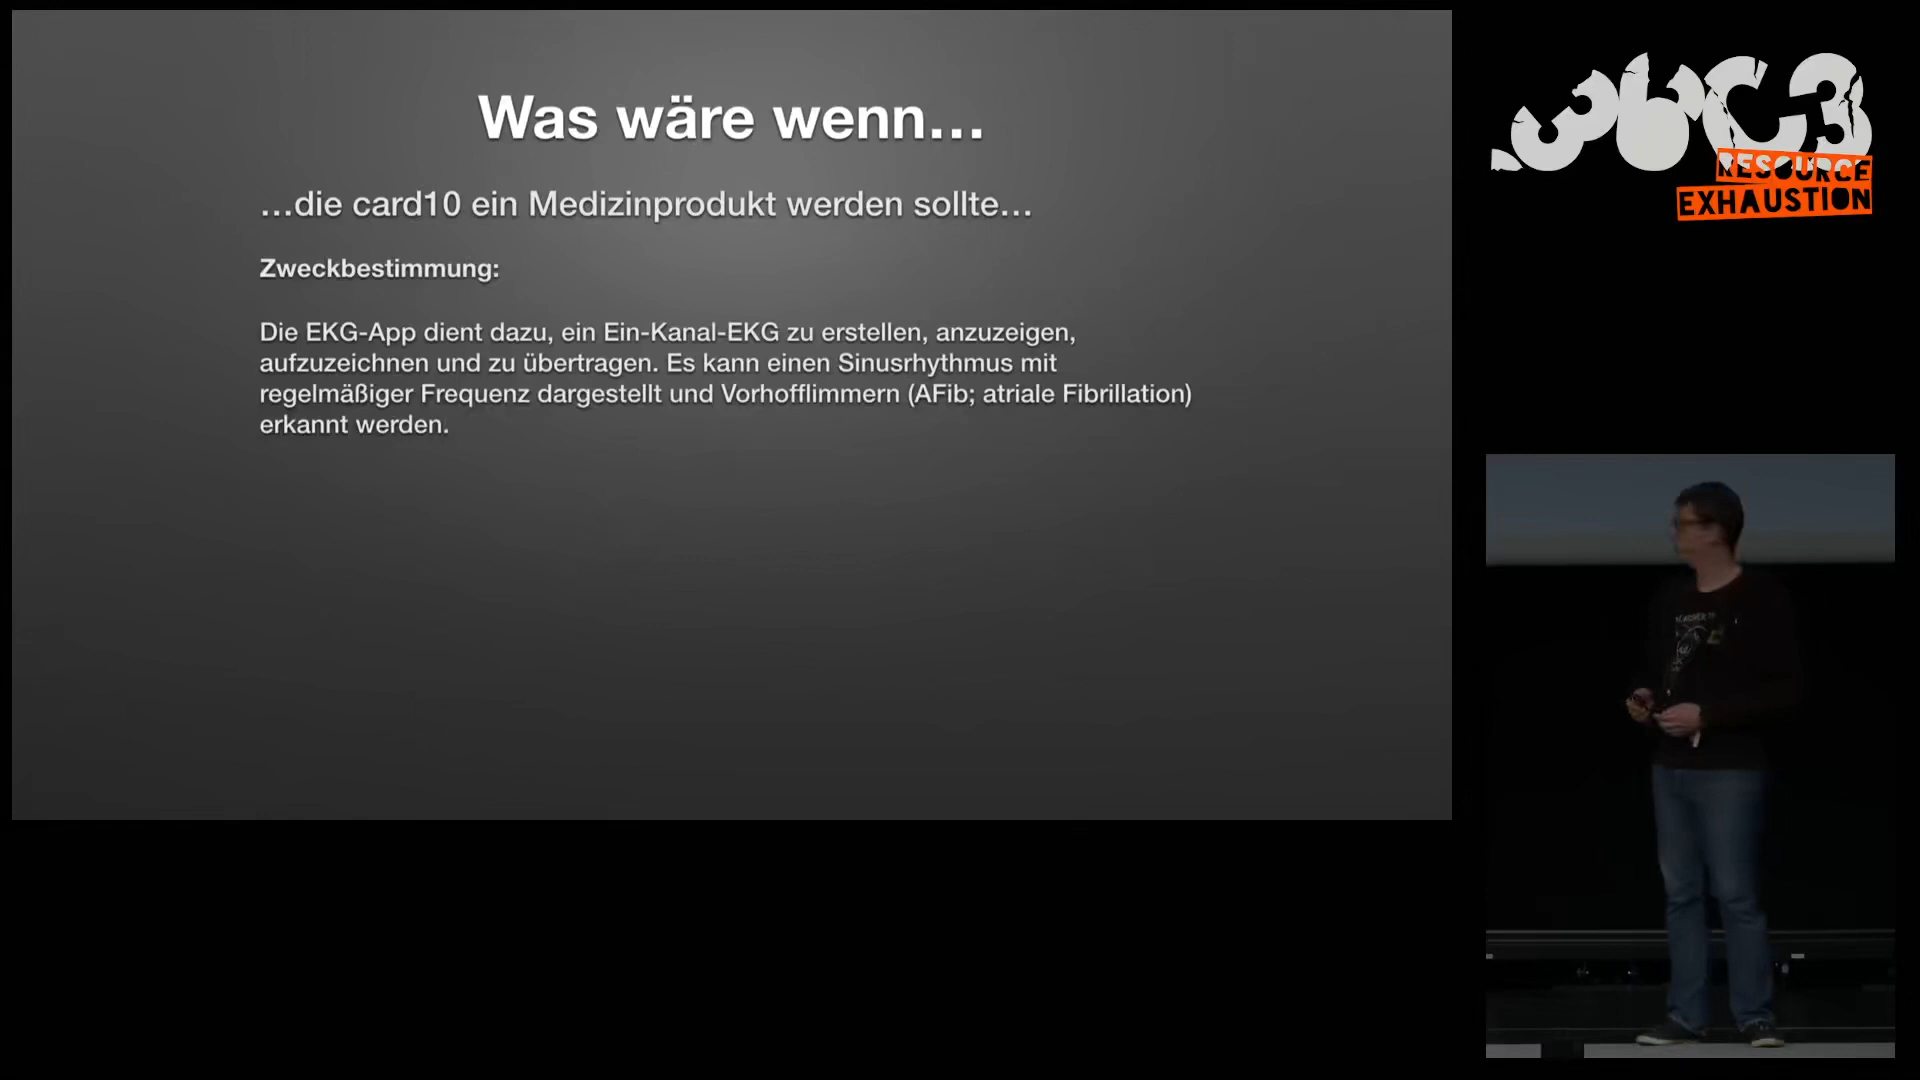 Was wäre wenn…
…die card10 ein Medizinprodukt werden sollte…
Zweckbestimmung:
Die EKG-App dient dazu, ein Ein-Kanal-EKG zu erstellen, anzuzeigen,
aufzuzeichnen und zu übertragen. Es kann einen Sinusrhythmus mit
regelmäßiger Frequenz dargestellt und Vorhofflimmern (AFib; atriale Fibrillation)
erkannt werden.
36C3
RESOURCE
EXHAUSTION